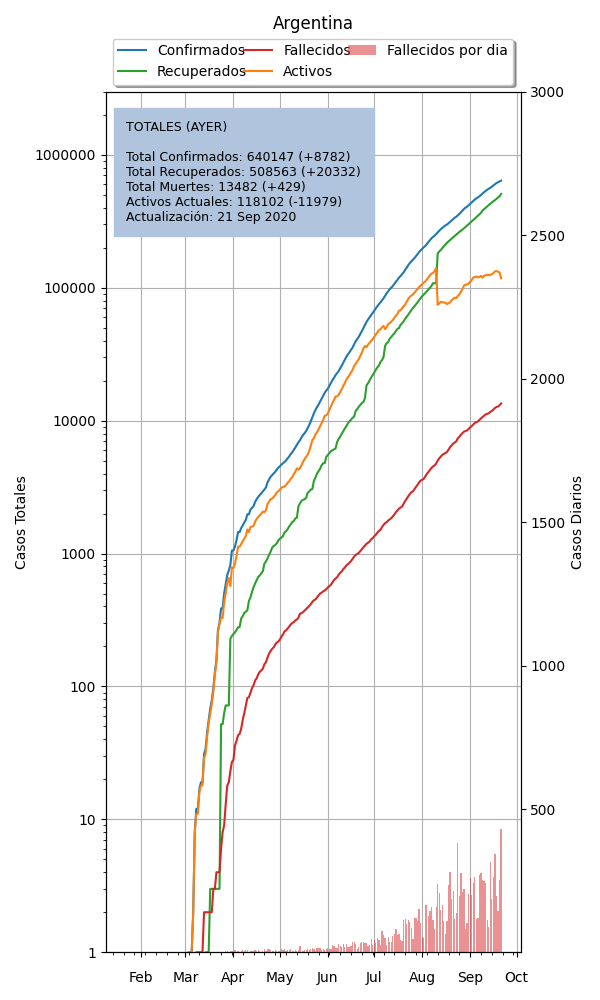 Argentina
Confirmados Fallecidos Fallecidos por dia
Recuperados Activos
TOTALES (AYER)
Total Confirmados: 640147 (+8782)
Total Recuperados: 508563 (+20332)
Total Muertes: 13482 (+429)
Activos Actuales: 118102 (-11979)
Actualización: 21 Sep 2020
Casos Totales
1000000
100000
10000
1000
100
10
1
Casos Diarios
3000
2500
2000
1500
1000
500
Feb Mar Apr May Jun Jul Aug Sep Oct